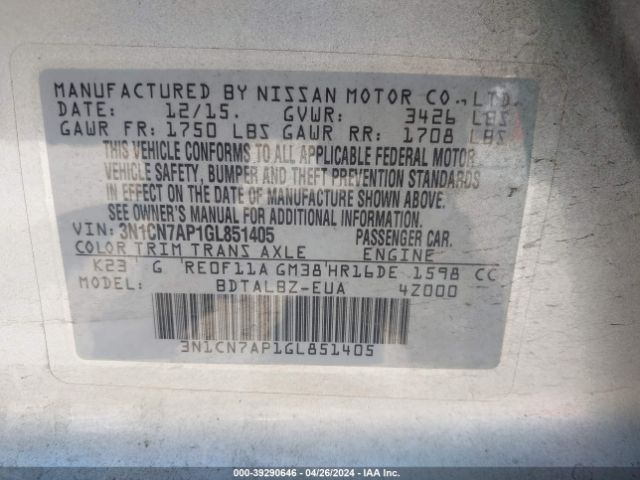 MANUFACTURED BY NISSAN MOTOR CO., LTD.
DATE: 12/15. GVWR: 3426 LBS
GAWR FR: 1750 LBS GAWR RR: 1708 LBS
THIS VEHICLE CONFORMS TO ALL APPLICABLE FEDERAL MOTOR
VEHICLE SAFETY, BUMPER AND THEFT PREVENTION STANDARDS
IN EFFECT ON THE DATE OF MANUFACTURE SHOWN ABOVE.
SEE OWNER'S MANUAL FOR ADDITIONAL INFORMATION.
VIN: 3N1CN7AP1GL851405 PASSENGER CAR.
COLOR TRIM TRANS AXLE ENGINE
K23 G RE0F11A GM38 HR16DE 1598 CC
MODEL: BDTALBZ-EUA 4Z000
3N1CN7AP1GL851405
000-39290646 - 04/26/2024 - IAA Inc.